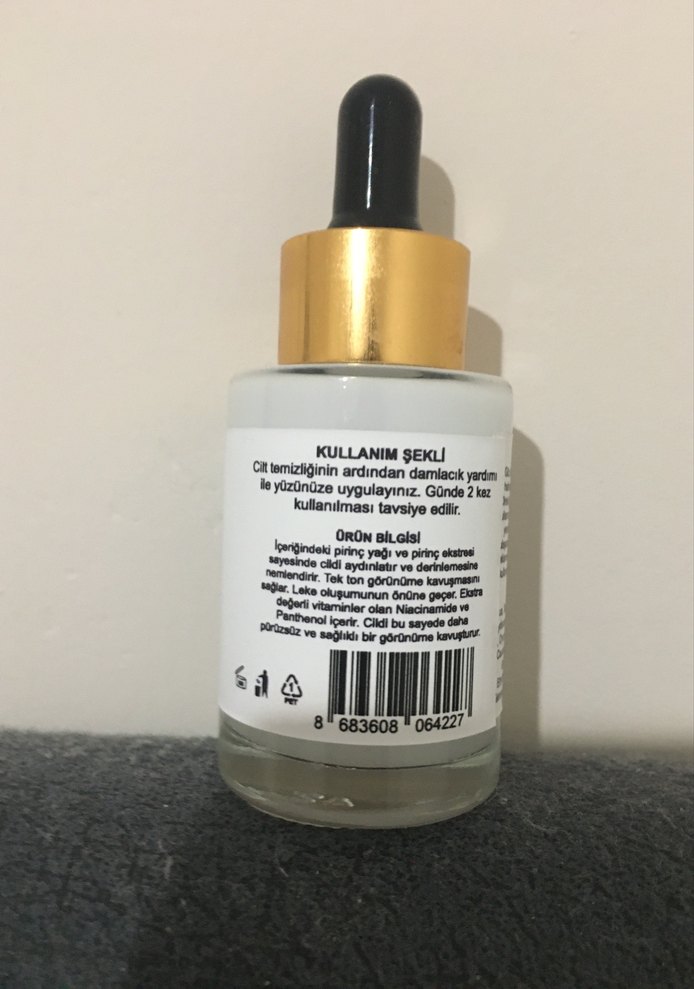 KULLANIM ŞEKLİ
Cilt temizliğinin ardından damlacık yardımı
ile yüzünüze uygulayınız. Günde 2 kez
kullanılması tavsiye edilir.
ÜRÜN BİLGİSİ
İçeriğindeki pirinç yağı ve pirinç ekstresi
sayesinde cildi aydınlatır ve derinlemesine
nemlendirir. Tek ton görünüme kavuşmasını
sağlar. Leke oluşumunun önüne geçer. Ekstra
değerli vitaminler olan Niacinamide ve
Panthenol içerir. Cildi bu sayede daha
pürüzsüz ve sağlıklı bir görünüme kavuşturur.
1
PET
8 683608 064227